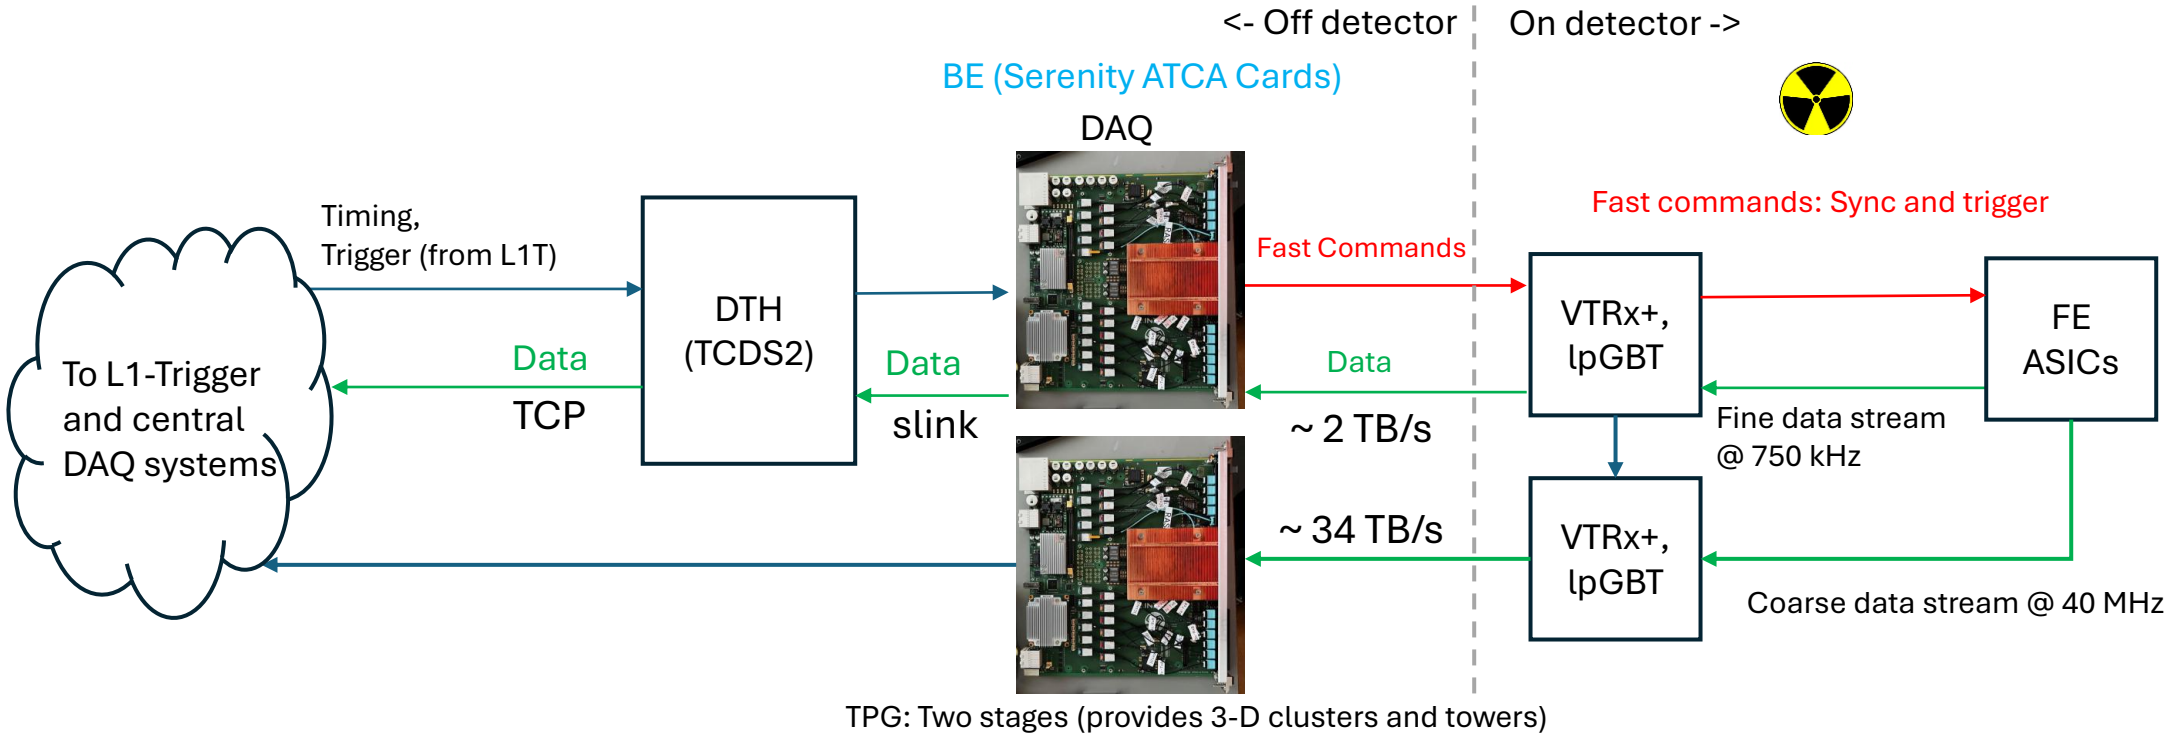 <- Off detector
On detector ->
BE (Serenity ATCA Cards)
DAQ
Fast commands: Sync and trigger
Timing,
Trigger (from L1T)
Fast Commands
DTH
(TCDS2)
VTRx+,
lpGBT
FE
ASICs
To L1-Trigger
and central
DAQ systems
Data
TCP
Data
slink
Data
~ 2 TB/s
Fine data stream
@ 750 kHz
~ 34 TB/s
VTRx+,
lpGBT
Coarse data stream @ 40 MHz
TPG: Two stages (provides 3-D clusters and towers)